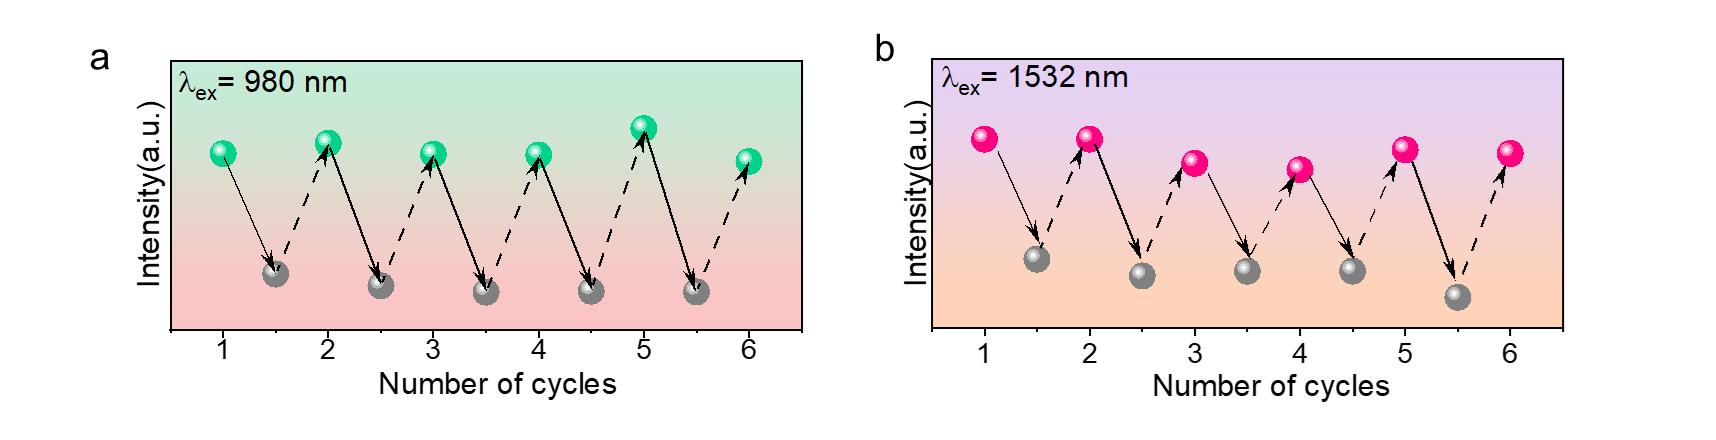 a
λex= 980 nm
Intensity(a.u.)
1 2 3 4 5 6
Number of cycles
b
λex= 1532 nm
Intensity(a.u.)
1 2 3 4 5 6
Number of cycles